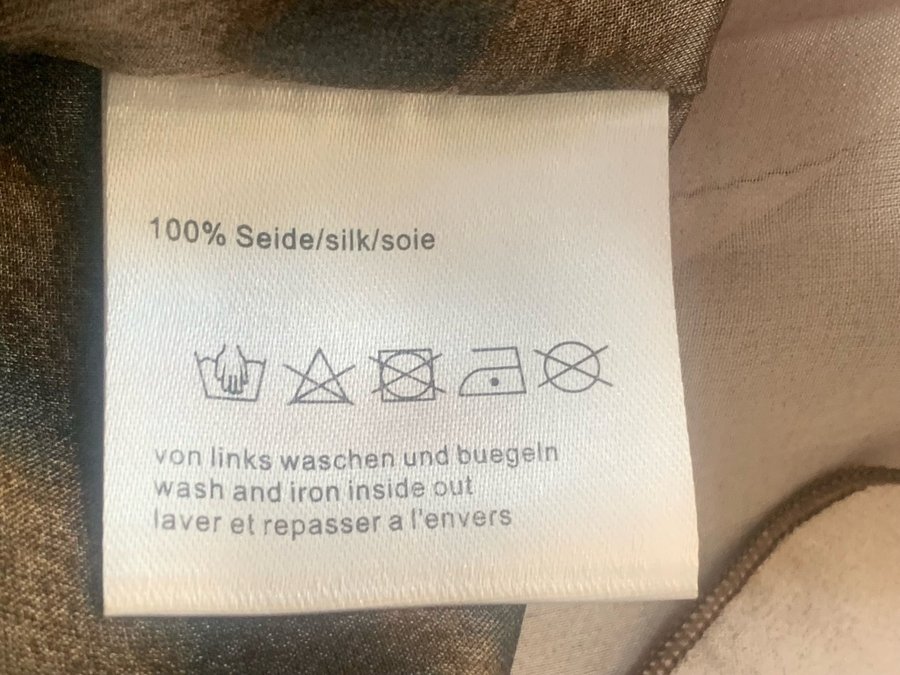 100% Seide/silk/soie
von links waschen und buegeln
wash and iron inside out
laver et repasser a l'envers